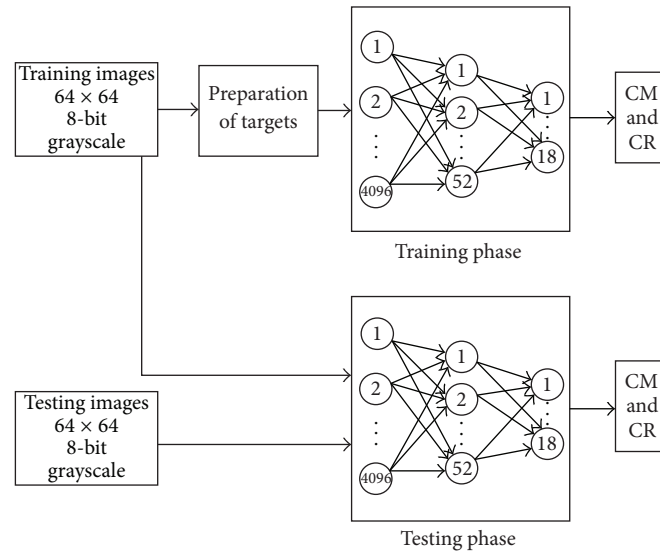 Training images
64 × 64
8-bit
grayscale
Preparation
of targets
1
2
4096
1
2
52
1
18
CM
and
CR
Training phase
Testing images
64 × 64
8-bit
grayscale
1
2
4096
1
2
52
1
18
CM
and
CR
Testing phase